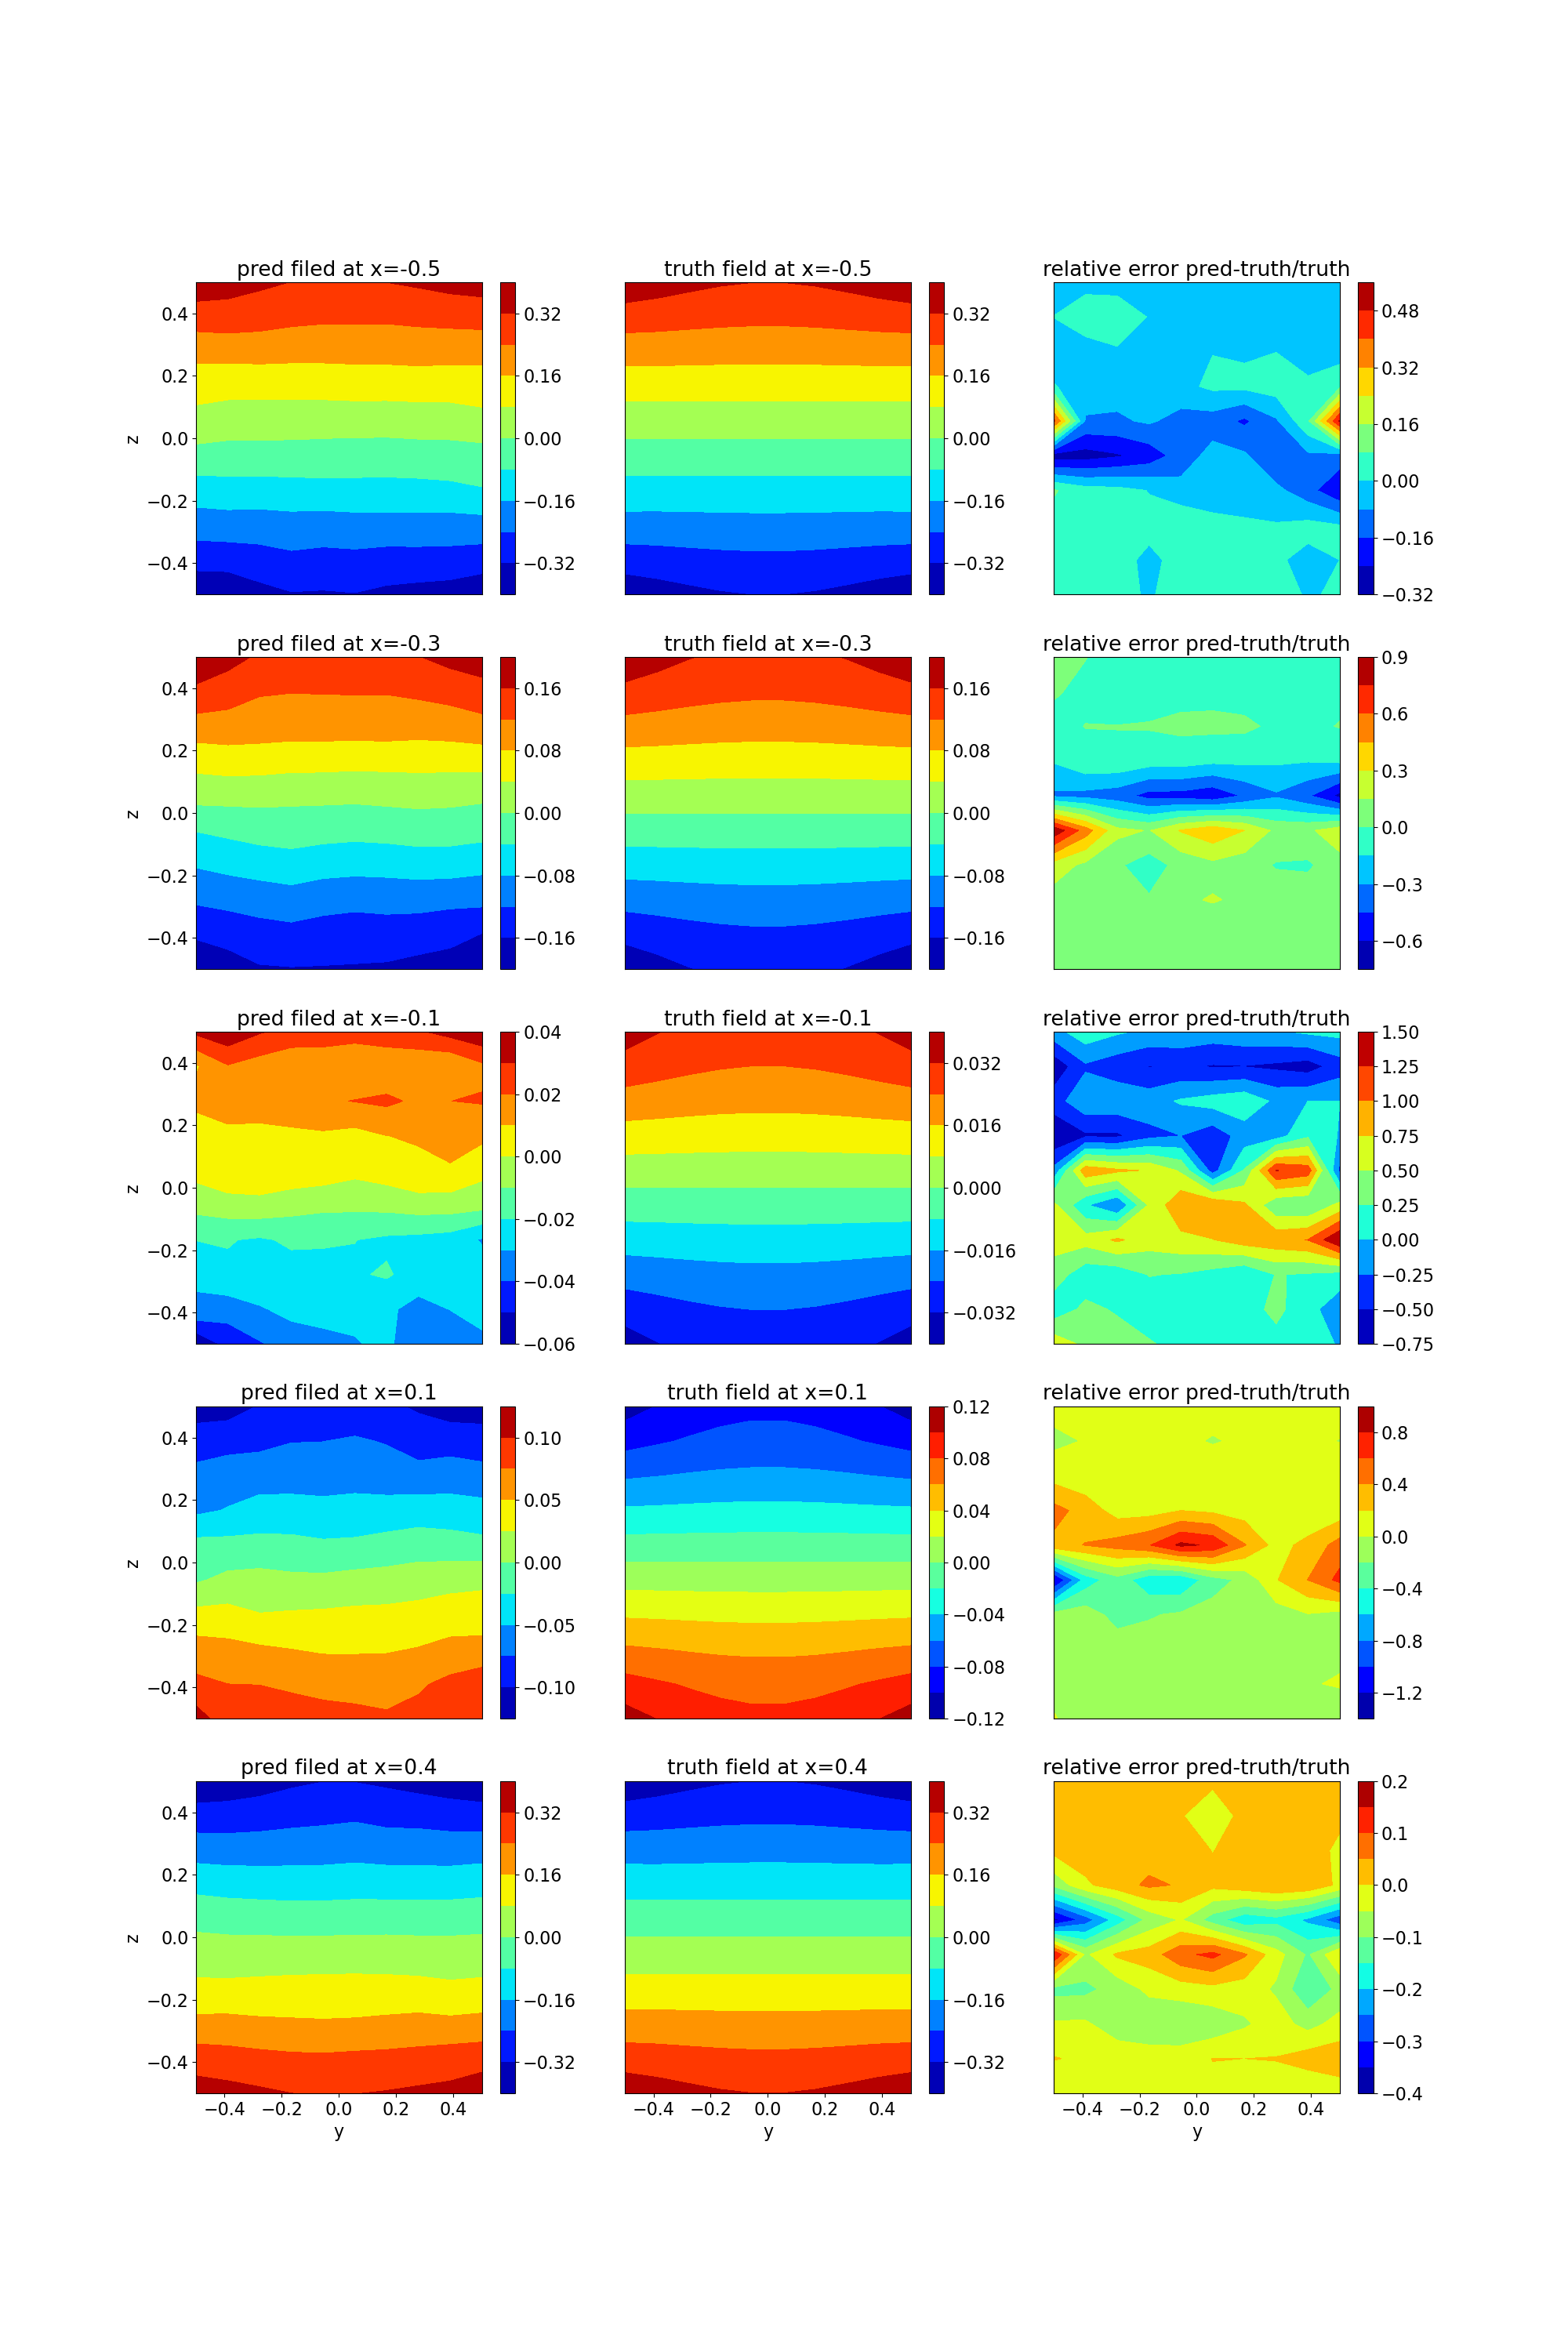 pred filed at x=-0.5 truth field at x=-0.5 relative error pred-truth/truth
z 0.4 0.2 0.0 −0.2 −0.4 0.32 0.16 0.00 −0.16 −0.32 0.32 0.16 0.00 −0.16 −0.32 0.48 0.32 0.16 0.00 −0.16 −0.32
pred filed at x=-0.3 truth field at x=-0.3 relative error pred-truth/truth
z 0.4 0.2 0.0 −0.2 −0.4 0.16 0.08 0.00 −0.08 −0.16 0.16 0.08 0.00 −0.08 −0.16 0.9 0.6 0.3 0.0 −0.3 −0.6
pred filed at x=-0.1 truth field at x=-0.1 relative error pred-truth/truth
z 0.4 0.2 0.0 −0.2 −0.4 0.04 0.02 0.00 −0.02 −0.04 −0.06 0.032 0.016 0.000 −0.016 −0.032 1.50 1.25 1.00 0.75 0.50 0.25 0.00 −0.25 −0.50 −0.75
pred filed at x=0.1 truth field at x=0.1 relative error pred-truth/truth
z 0.4 0.2 0.0 −0.2 −0.4 0.10 0.05 0.00 −0.05 −0.10 0.12 0.08 0.04 0.00 −0.04 −0.08 −0.12 0.8 0.4 0.0 −0.4 −0.8 −1.2
pred filed at x=0.4 truth field at x=0.4 relative error pred-truth/truth
z 0.4 0.2 0.0 −0.2 −0.4 0.32 0.16 0.00 −0.16 −0.32 0.32 0.16 0.00 −0.16 −0.32 0.2 0.1 0.0 −0.1 −0.2 −0.3 −0.4
−0.4 −0.2 0.0 0.2 0.4 −0.4 −0.2 0.0 0.2 0.4 −0.4 −0.2 0.0 0.2 0.4
y y y